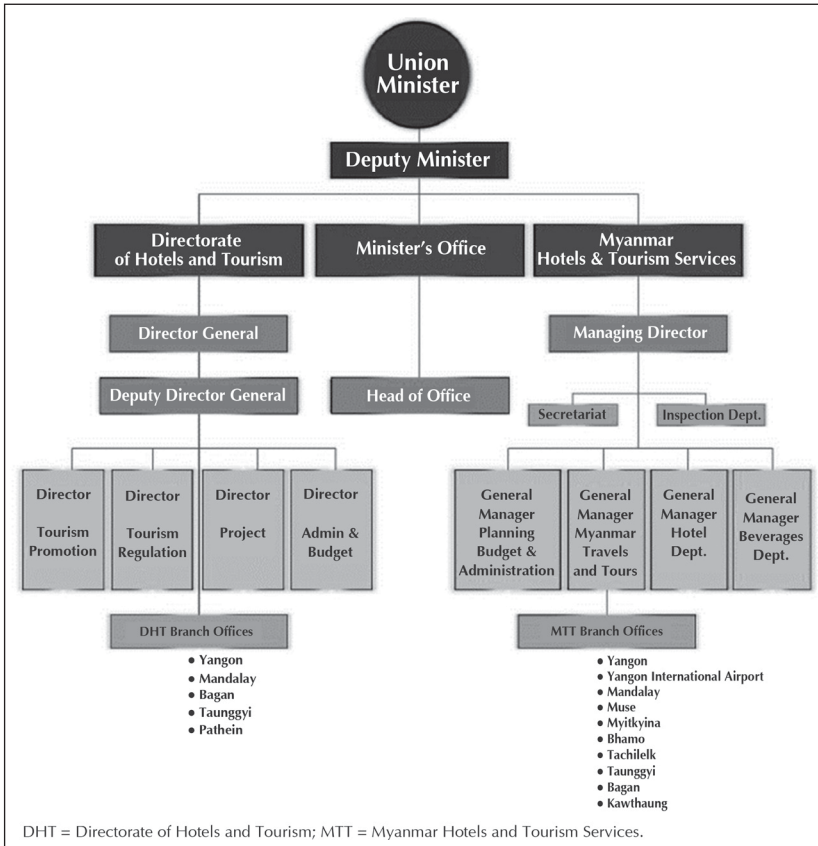 Union
Minister
Deputy Minister
Directorate
of Hotels and Tourism
Minister's Office
Myanmar
Hotels & Tourism Services
Director General
Managing Director
Deputy Director General
Head of Office
Secretariat
Inspection Dept.
Director
Tourism
Promotion
Director
Tourism
Regulation
Director
Project
Director
Admin &
Budget
General
Manager
Planning
Budget &
Administration
General
Manager
Myanmar
Travels
and Tours
General
Manager
Hotel
Dept.
General
Manager
Beverages
Dept.
DHT Branch Offices
● Yangon
● Mandalay
● Bagan
● Taunggyi
● Pathein
MTT Branch Offices
● Yangon
● Yangon International Airport
● Mandalay
● Muse
● Myitkyina
● Bhamo
● Tachilelk
● Taunggyi
● Bagan
● Kawthaung
DHT = Directorate of Hotels and Tourism; MTT = Myanmar Hotels and Tourism Services.